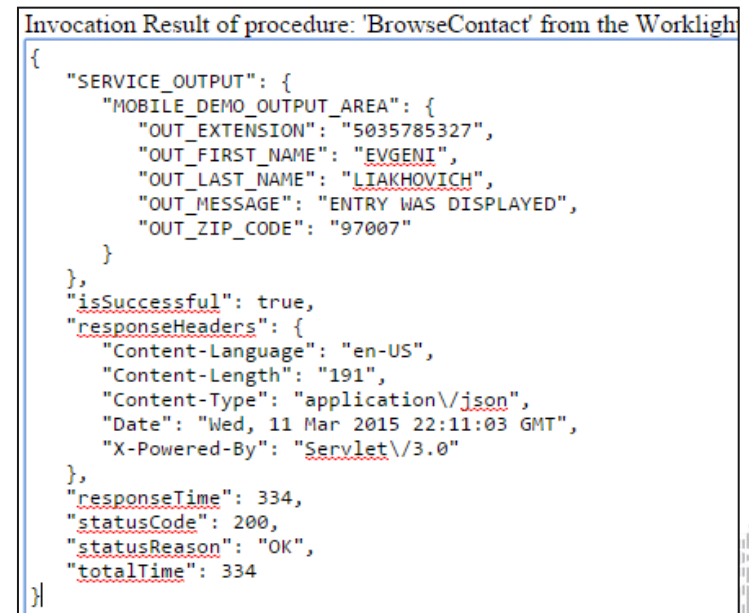 Invocation Result of procedure: 'BrowseContact' from the Worklight
{
   "SERVICE_OUTPUT": {
      "MOBILE_DEMO_OUTPUT_AREA": {
         "OUT_EXTENSION": "5035785327",
         "OUT_FIRST_NAME": "EVGENI",
         "OUT_LAST_NAME": "LIAKHOVICH",
         "OUT_MESSAGE": "ENTRY WAS DISPLAYED",
         "OUT_ZIP_CODE": "97007"
      }
   },
   "isSuccessful": true,
   "responseHeaders": {
      "Content-Language": "en-US",
      "Content-Length": "191",
      "Content-Type": "application\/json",
      "Date": "Wed, 11 Mar 2015 22:11:03 GMT",
      "X-Powered-By": "Servlet\/3.0"
   },
   "responseTime": 334,
   "statusCode": 200,
   "statusReason": "OK",
   "totalTime": 334
}